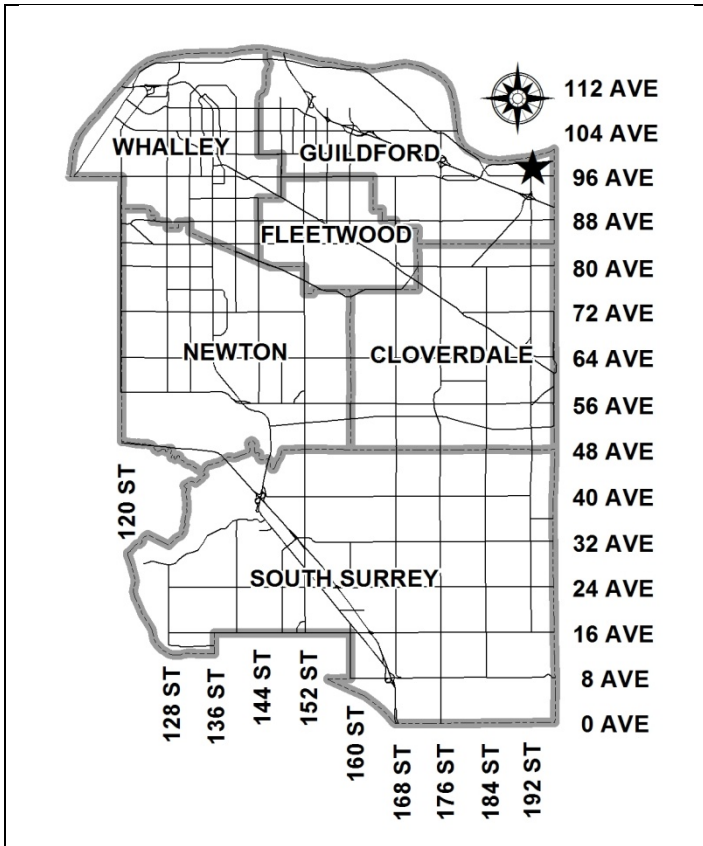 112 AVE
104 AVE
WHALLEY
GUILDFORD
96 AVE
88 AVE
FLEETWOOD
80 AVE
72 AVE
NEWTON
CLOVERDALE
64 AVE
56 AVE
48 AVE
120 ST
40 AVE
32 AVE
SOUTH SURREY
24 AVE
16 AVE
128 ST
136 ST
144 ST
152 ST
160 ST
8 AVE
0 AVE
168 ST
176 ST
184 ST
192 ST